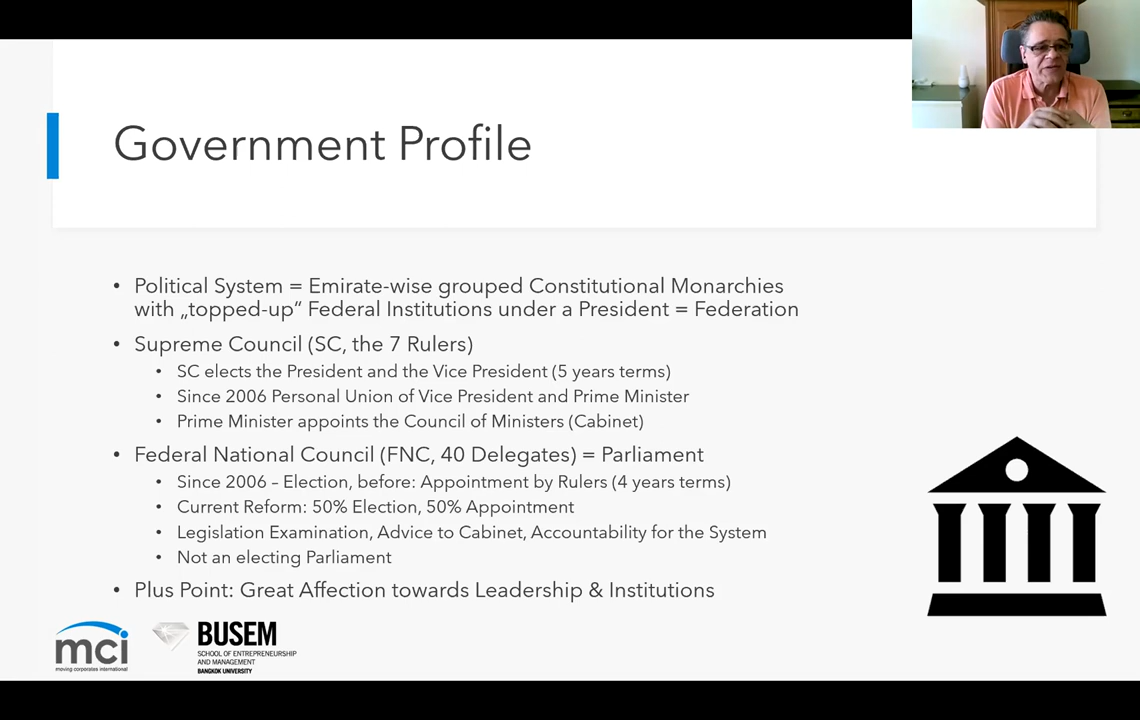 Government Profile
• Political System = Emirate-wise grouped Constitutional Monarchies
with „topped-up“ Federal Institutions under a President = Federation
• Supreme Council (SC, the 7 Rulers)
• SC elects the President and the Vice President (5 years terms)
• Since 2006 Personal Union of Vice President and Prime Minister
• Prime Minister appoints the Council of Ministers (Cabinet)
• Federal National Council (FNC, 40 Delegates) = Parliament
• Since 2006 – Election, before: Appointment by Rulers (4 years terms)
• Current Reform: 50% Election, 50% Appointment
• Legislation Examination, Advice to Cabinet, Accountability for the System
• Not an electing Parliament
• Plus Point: Great Affection towards Leadership & Institutions
mci
moving corporates international
BUSEM
SCHOOL OF ENTREPRENEURSHIP
AND MANAGEMENT
BANGKOK UNIVERSITY